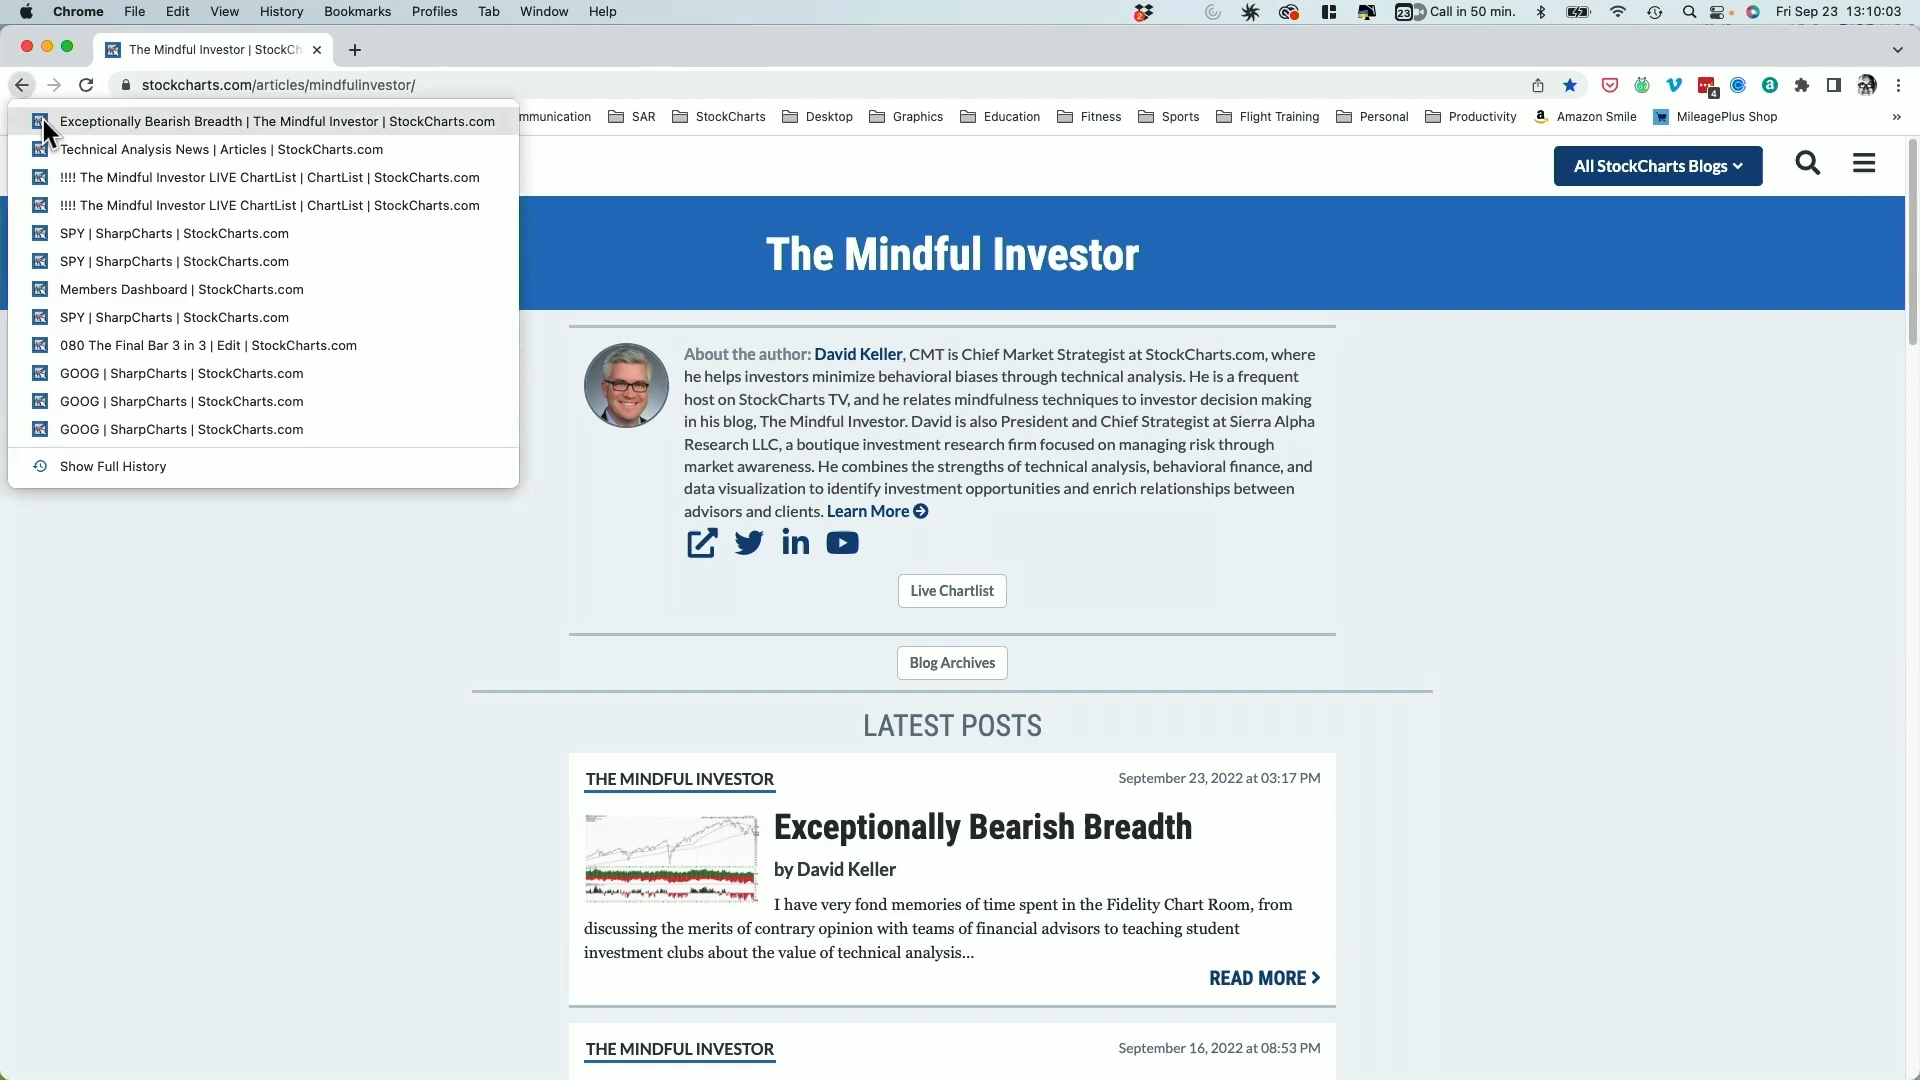 Chrome File Edit View History Bookmarks Profiles Tab Window Help
2 23 Call in 50 min. Fri Sep 23 13:10:03
The Mindful Investor | StockCh
stockcharts.com/articles/mindfulinvestor/
4
mmunication SAR StockCharts Desktop Graphics Education Fitness Sports Flight Training Personal Productivity Amazon Smile MileagePlus Shop »
Exceptionally Bearish Breadth | The Mindful Investor | StockCharts.com
Technical Analysis News | Articles | StockCharts.com
!!!! The Mindful Investor LIVE ChartList | ChartList | StockCharts.com
!!!! The Mindful Investor LIVE ChartList | ChartList | StockCharts.com
SPY | SharpCharts | StockCharts.com
SPY | SharpCharts | StockCharts.com
Members Dashboard | StockCharts.com
SPY | SharpCharts | StockCharts.com
080 The Final Bar 3 in 3 | Edit | StockCharts.com
GOOG | SharpCharts | StockCharts.com
GOOG | SharpCharts | StockCharts.com
GOOG | SharpCharts | StockCharts.com
Show Full History
All StockCharts Blogs
The Mindful Investor
About the author: David Keller, CMT is Chief Market Strategist at StockCharts.com, where
he helps investors minimize behavioral biases through technical analysis. He is a frequent
host on StockCharts TV, and he relates mindfulness techniques to investor decision making
in his blog, The Mindful Investor. David is also President and Chief Strategist at Sierra Alpha
Research LLC, a boutique investment research firm focused on managing risk through
market awareness. He combines the strengths of technical analysis, behavioral finance, and
data visualization to identify investment opportunities and enrich relationships between
advisors and clients. Learn More
Live Chartlist
Blog Archives
LATEST POSTS
THE MINDFUL INVESTOR September 23, 2022 at 03:17 PM
Exceptionally Bearish Breadth
by David Keller
I have very fond memories of time spent in the Fidelity Chart Room, from
discussing the merits of contrary opinion with teams of financial advisors to teaching student
investment clubs about the value of technical analysis...
READ MORE
THE MINDFUL INVESTOR September 16, 2022 at 08:53 PM